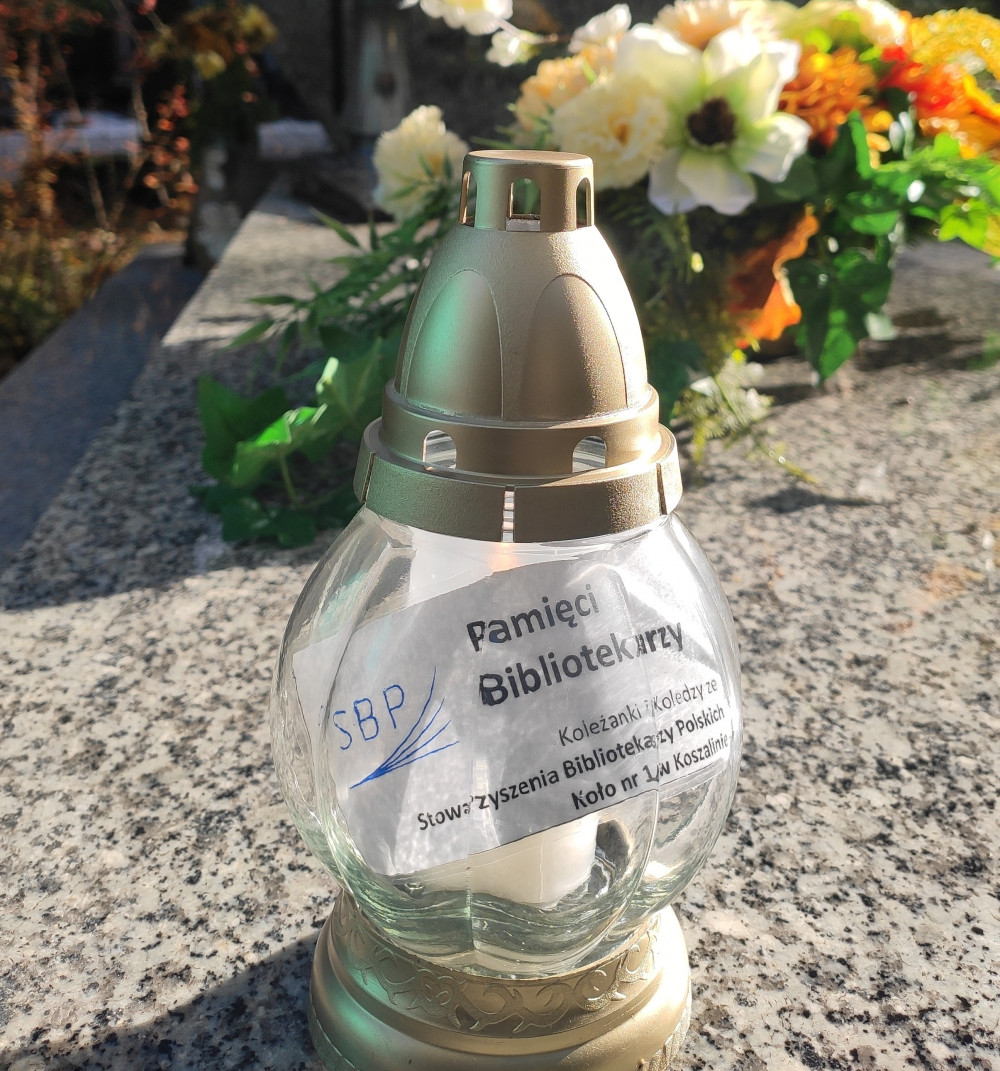 Pamięci
Bibliotekarzy
SBP
Koleżanki i Koledzy ze
Stowarzyszenia Bibliotekarzy Polskich
Koło nr 1 w Koszalinie